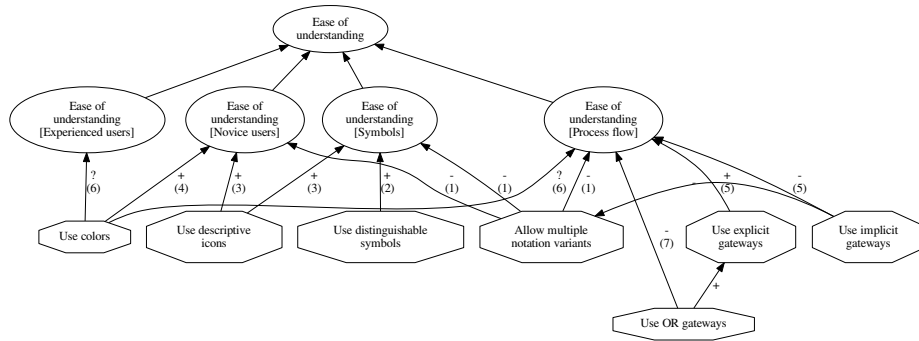 Ease of
understanding
Ease of
understanding
[Experienced users]
Ease of
understanding
[Novice users]
Ease of
understanding
[Symbols]
Ease of
understanding
[Process flow]
?
(6)
+
(4)
+
(3)
+
(3)
+
(2)
-
(1)
-
(1)
?
(6)
-
(1)
-
+
(5)
-
(5)
Use colors
Use descriptive
icons
Use distinguishable
symbols
Allow multiple
notation variants
-
(7)
Use explicit
gateways
Use implicit
gateways
+
Use OR gateways